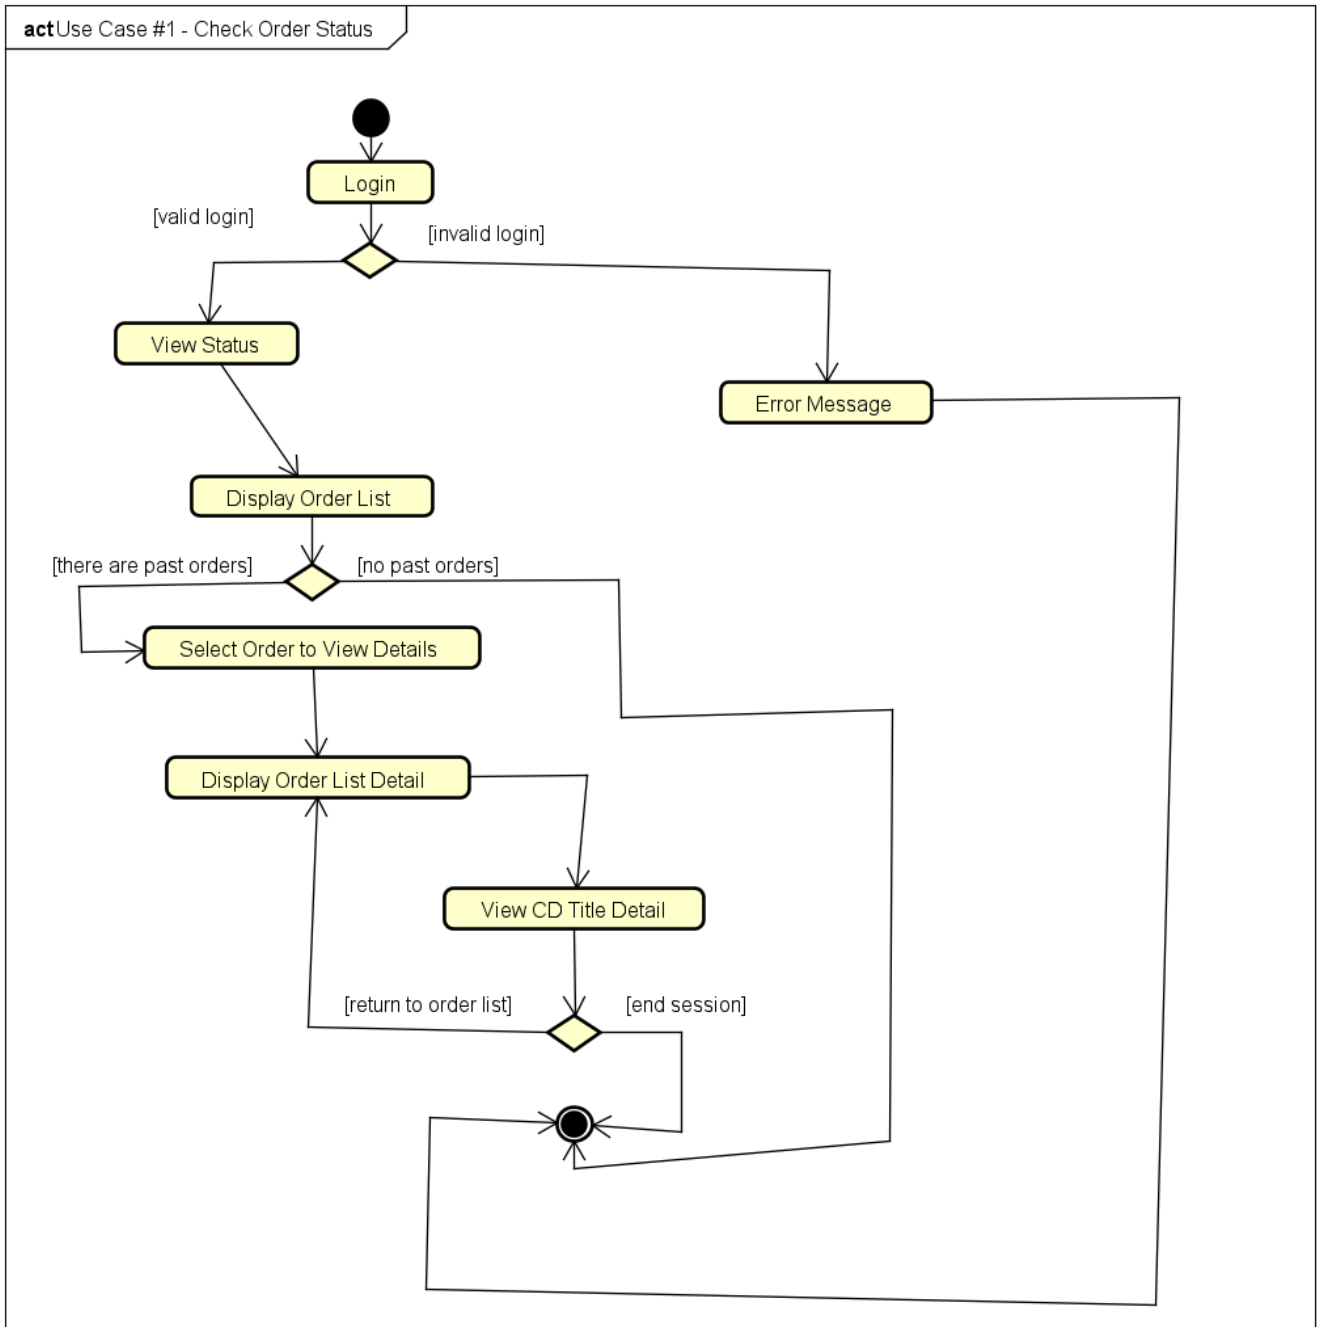 act Use Case #1 - Check Order Status
Login
[valid login]
[invalid login]
View Status
Error Message
Display Order List
[there are past orders]
[no past orders]
Select Order to View Details
Display Order List Detail
View CD Title Detail
[return to order list]
[end session]